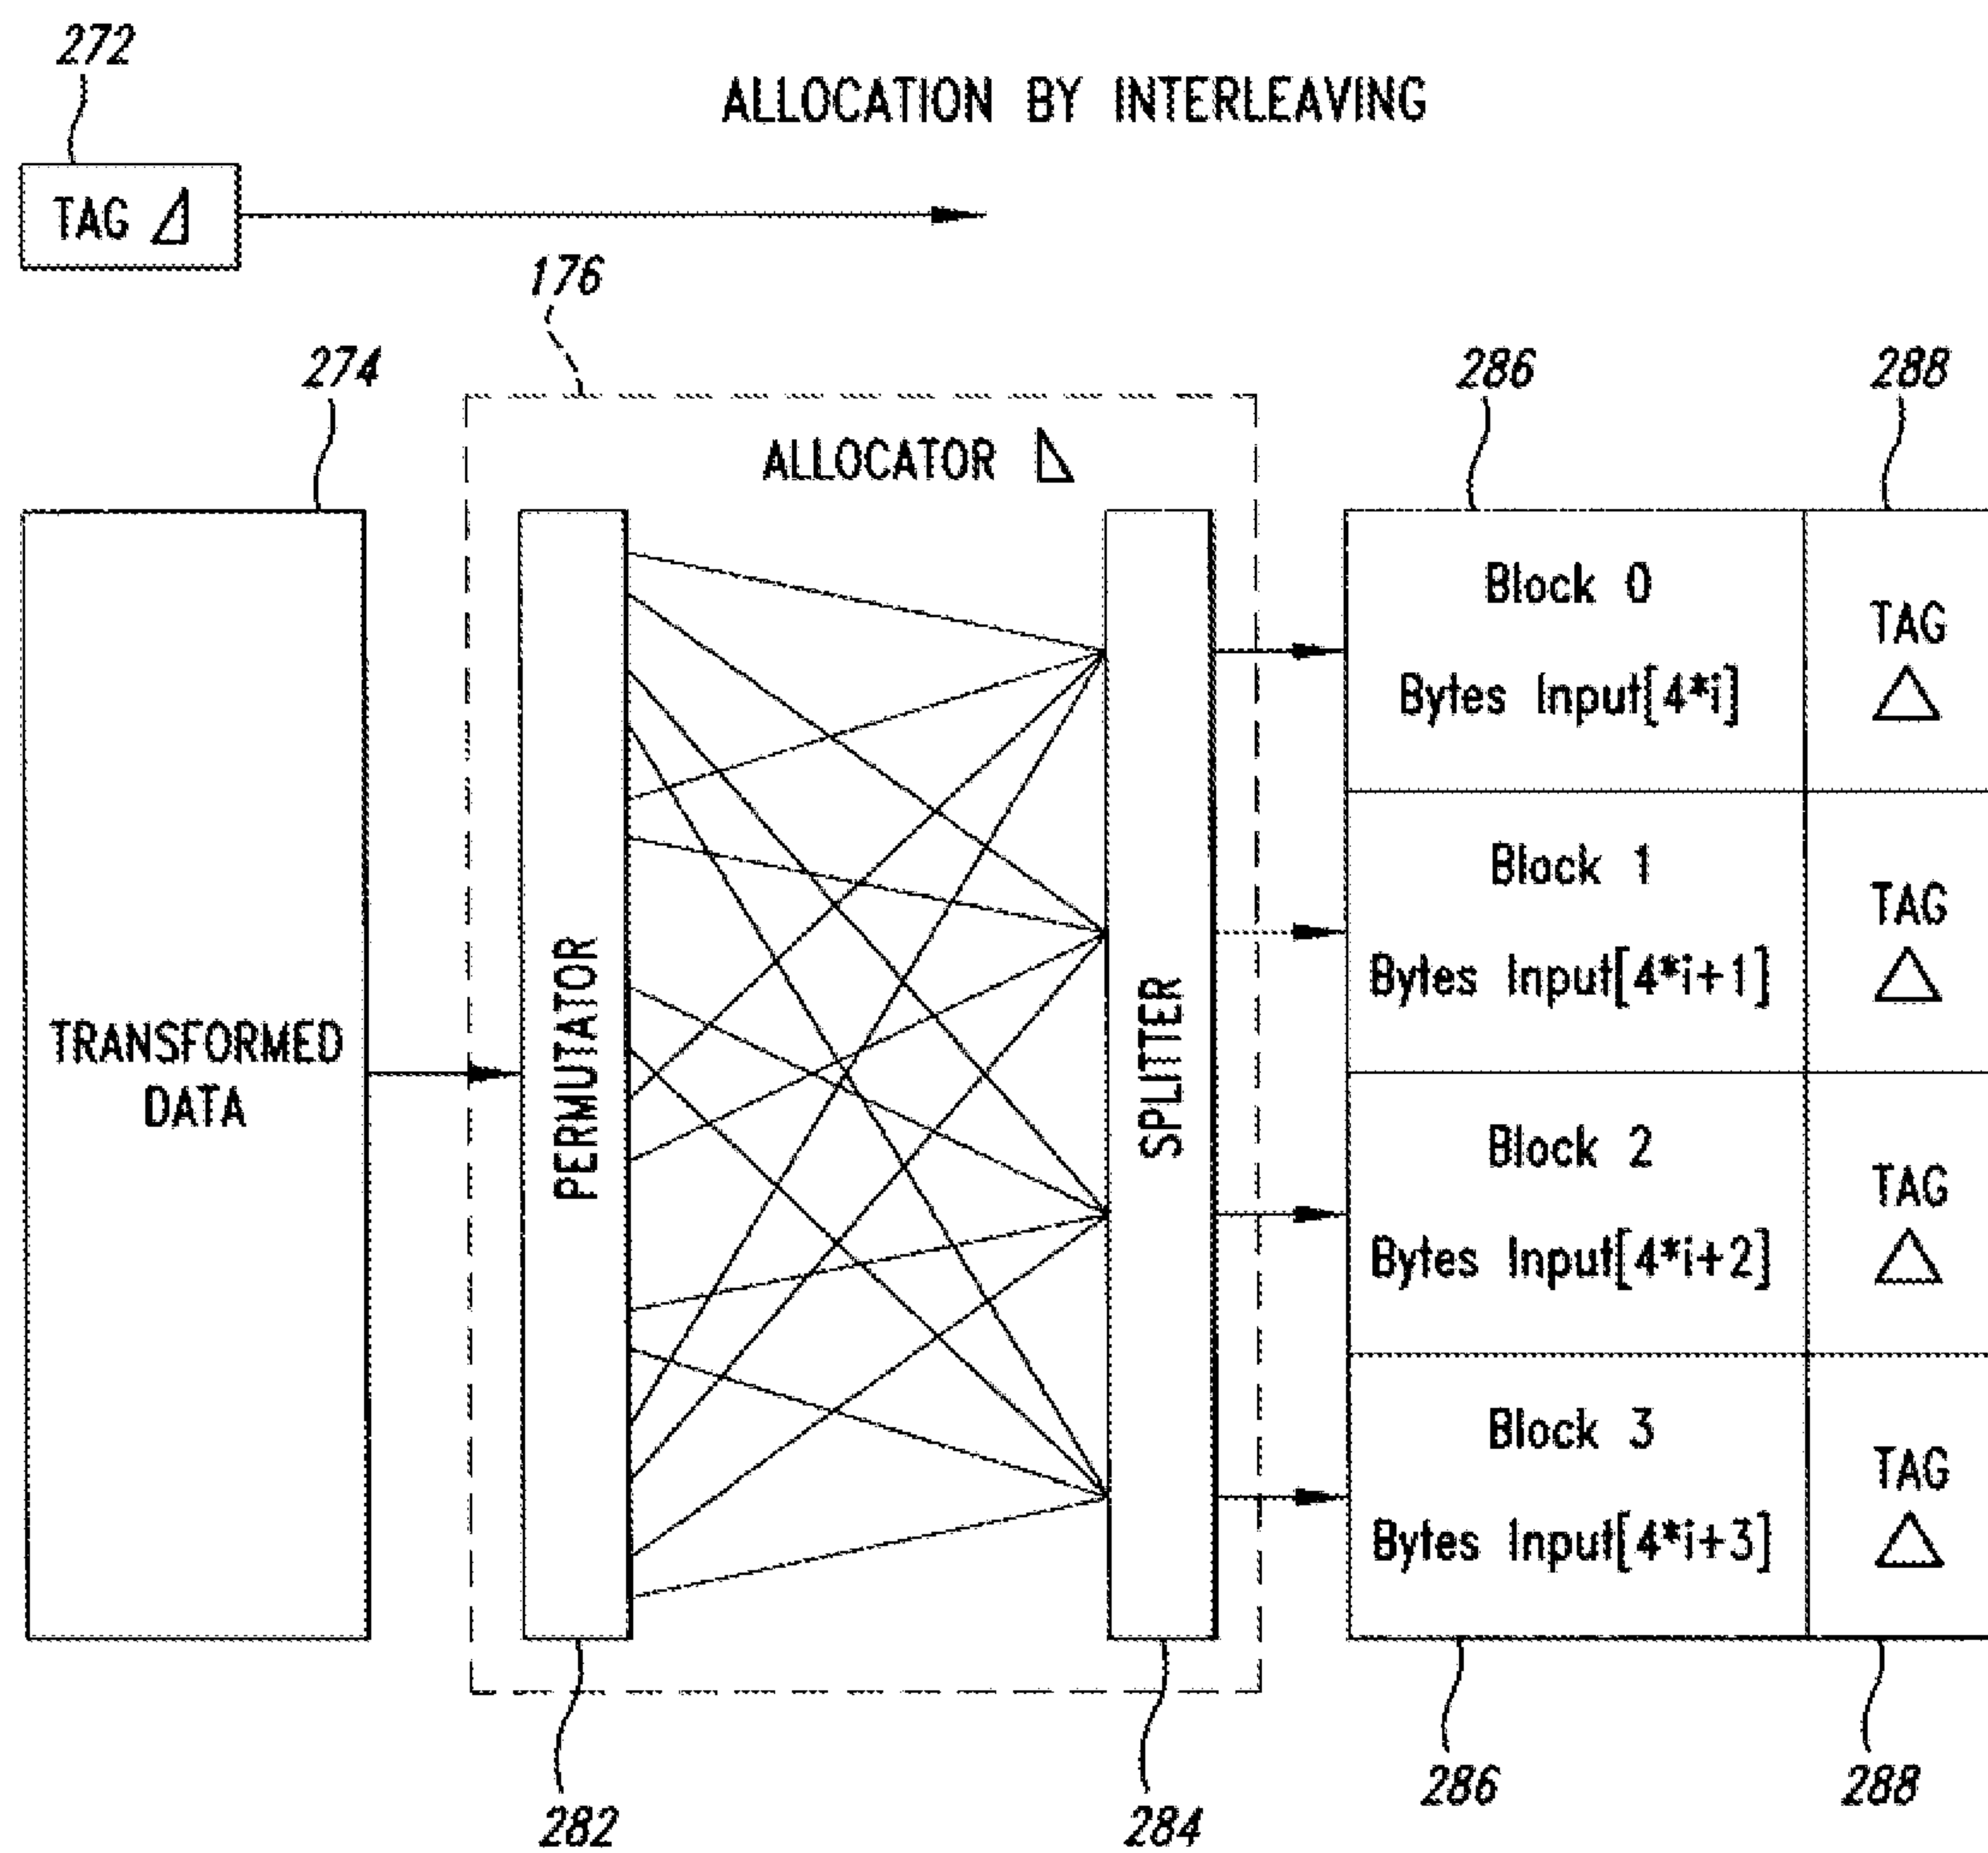 272
ALLOCATION BY INTERLEAVING
TAG
176
274
286
288
ALLOCATOR
TRANSFORMED
DATA
PERMUTATOR
SPLITTER
Block 0
Bytes Input[4*i]
TAG
Block 1
Bytes Input[4*i+1]
TAG
Block 2
Bytes Input[4*i+2]
TAG
Block 3
Bytes Input[4*i+3]
TAG
282
284
286
288